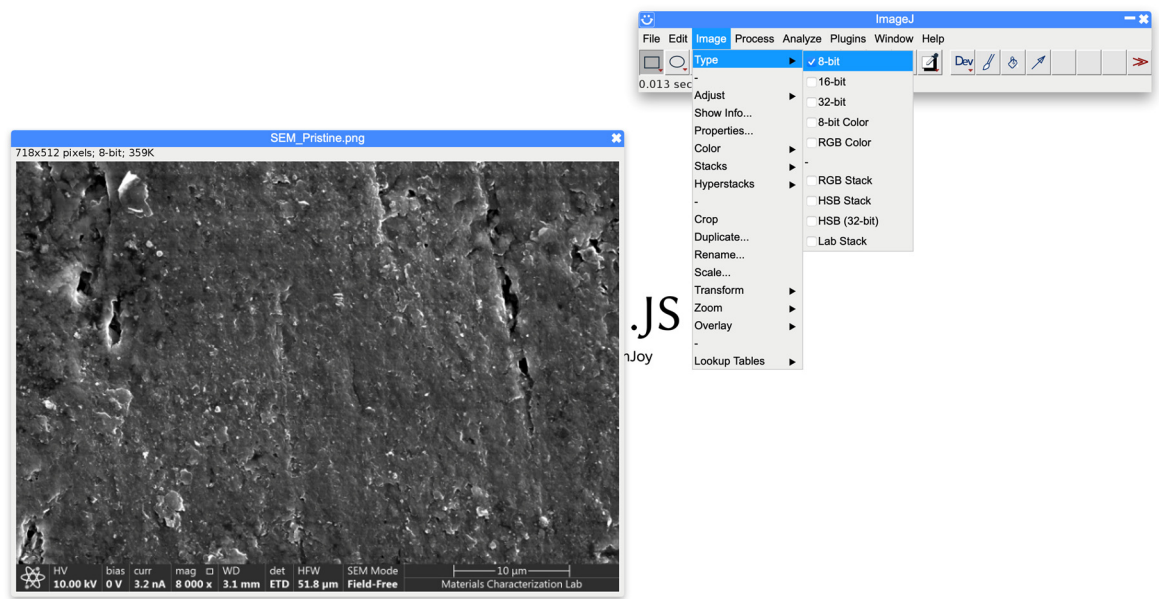 ImageJ
File Edit Image Process Analyze Plugins Window Help
Dev
0.013 sec
Type
-
Adjust
Show Info...
Properties...
Color
Stacks
Hyperstacks
-
Crop
Duplicate...
Rename...
Scale...
Transform
Zoom
Overlay
-
Lookup Tables
8-bit
16-bit
32-bit
8-bit Color
RGB Color
-
RGB Stack
HSB Stack
HSB (32-bit)
Lab Stack
.JS
nJoy
SEM_Pristine.png
718x512 pixels; 8-bit; 359K
HV bias curr mag WD det HFW SEM Mode 10 µm
10.00 kV 0 V 3.2 nA 8 000 x 3.1 mm ETD 51.8 µm Field-Free Materials Characterization Lab